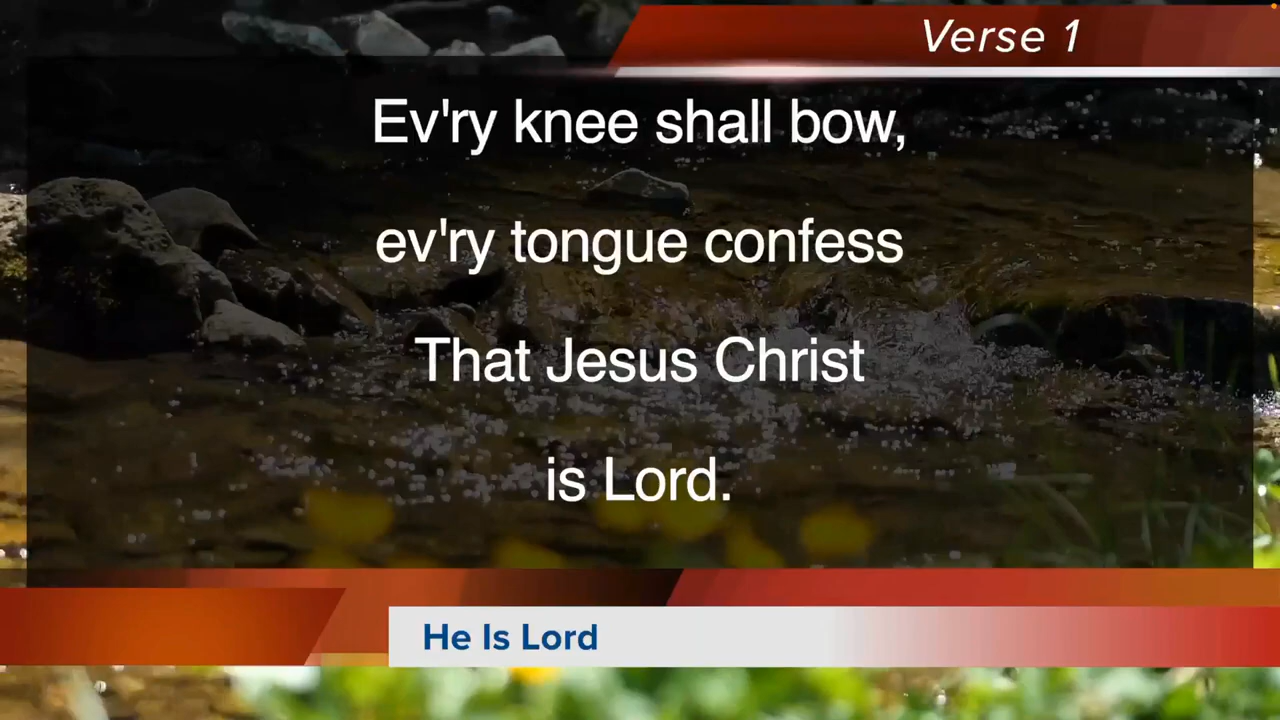 Verse 1
Ev'ry knee shall bow,
ev'ry tongue confess
That Jesus Christ
is Lord.
He Is Lord